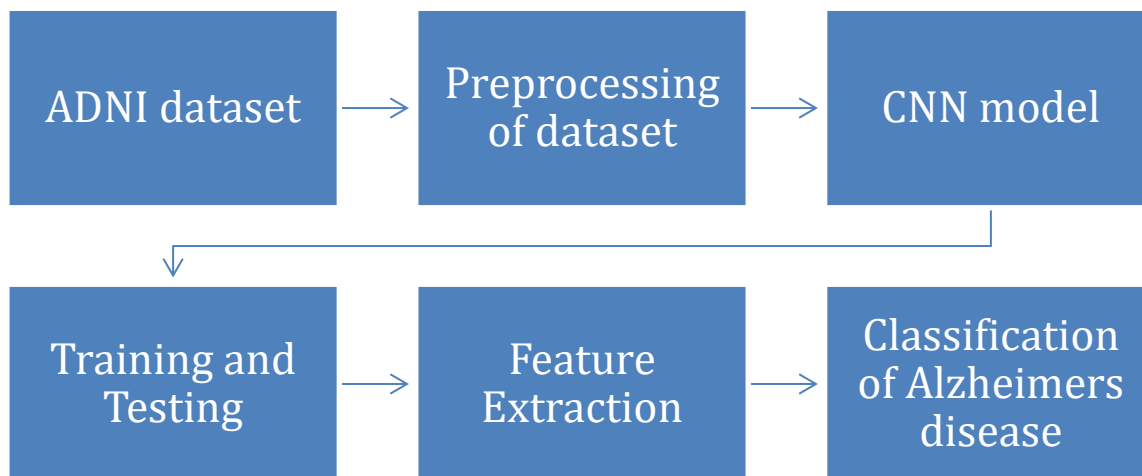 ADNI dataset
Preprocessing
of dataset
CNN model
Training and
Testing
Feature
Extraction
Classification
of Alzheimers
disease